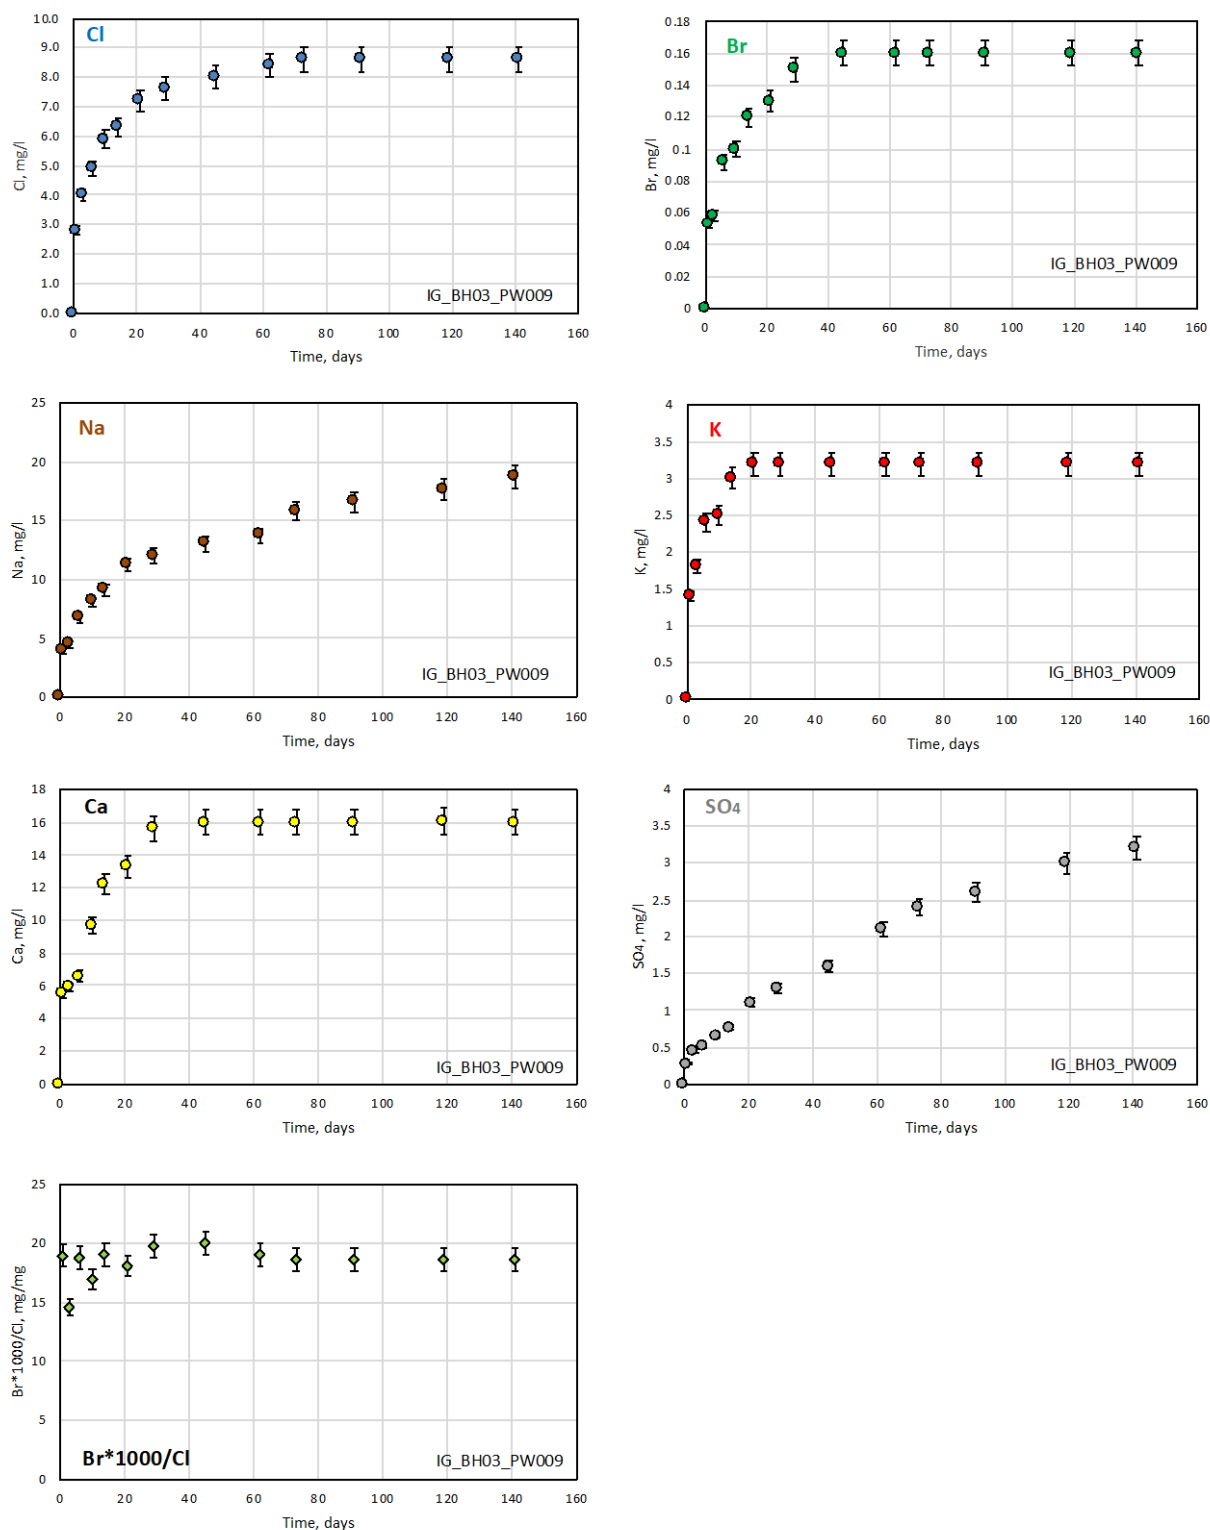 Cl
10.0
9.0
8.0
7.0
6.0
5.0
4.0
3.0
2.0
1.0
0.0
Cl, mg/l
IG_BH03_PW009
0 20 40 60 80 100 120 140 160
Time, days
Br
0.18
0.16
0.14
0.12
0.1
0.08
0.06
0.04
0.02
0
Br, mg/l
IG_BH03_PW009
0 20 40 60 80 100 120 140 160
Time, days
Na
25
20
15
10
5
0
Na, mg/l
IG_BH03_PW009
0 20 40 60 80 100 120 140 160
Time, days
K
4
3.5
3
2.5
2
1.5
1
0.5
0
K, mg/l
IG_BH03_PW009
0 20 40 60 80 100 120 140 160
Time, days
Ca
18
16
14
12
10
8
6
4
2
0
Ca, mg/l
IG_BH03_PW009
0 20 40 60 80 100 120 140 160
Time, days
SO4
4
3.5
3
2.5
2
1.5
1
0.5
0
SO4, mg/l
IG_BH03_PW009
0 20 40 60 80 100 120 140 160
Time, days
25
20
15
10
5
0
Br*1000/Cl, mg/mg
Br*1000/Cl
IG_BH03_PW009
0 20 40 60 80 100 120 140 160
Time, days